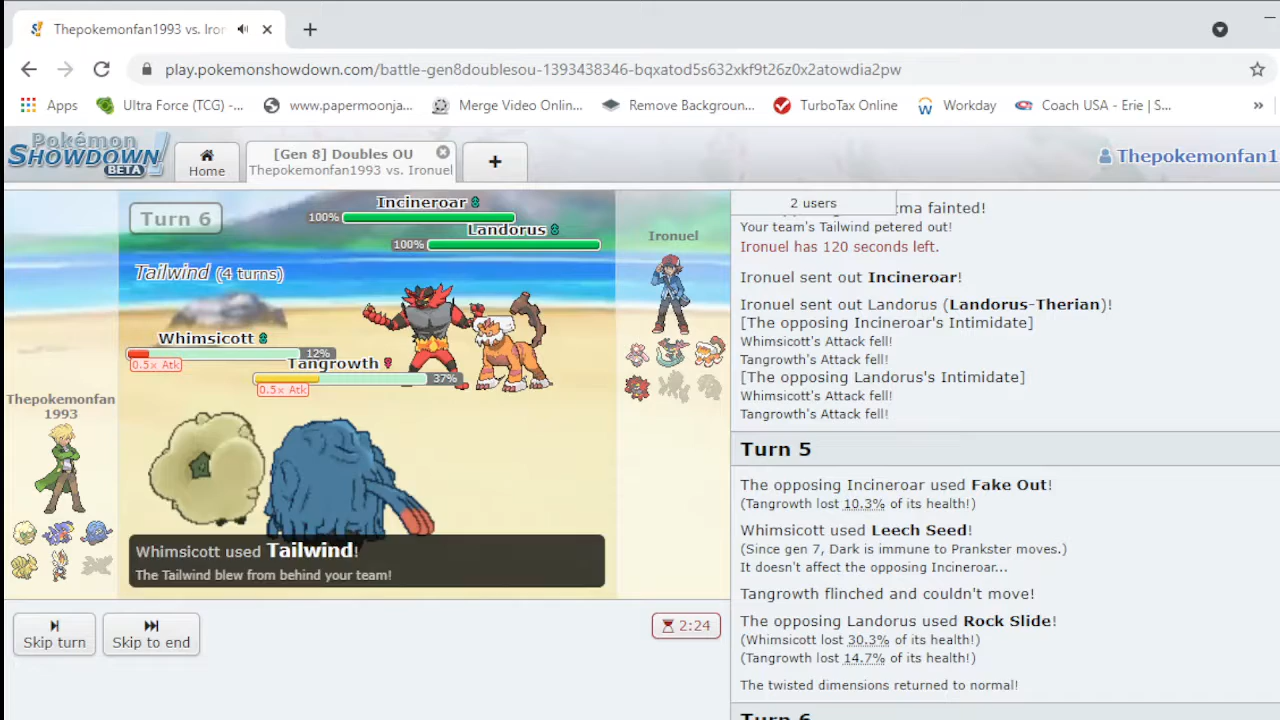 Thepokemonfan1993 vs. Iror
play.pokemonshowdown.com/battle-gen8doublesou-1393438346-bqxatod5s632xkf9t26z0x2atowdia2pw
Apps
Ultra Force (TCG) -...
www.papermoonja...
Merge Video Onlin...
Remove Backgroun...
TurboTax Online
Workday
Coach USA - Erie | S...
»
Pokémon
SHOWDOWN!
BETA
Home
[Gen 8] Doubles OU
Thepokemonfan1993 vs. Ironuel
+
Thepokemonfan1
Turn 6
Incineroar
100%
Landorus
100%
Tailwind (4 turns)
Whimsicott
12%
0.5× Atk
Tangrowth
37%
0.5× Atk
Ironuel
Thepokemonfan
1993
Whimsicott used Tailwind!
The Tailwind blew from behind your team!
Skip turn
Skip to end
2:24
2 users
ma fainted!
Your team's Tailwind petered out!
Ironuel has 120 seconds left.
Ironuel sent out Incineroar!
Ironuel sent out Landorus (Landorus-Therian)!
[The opposing Incineroar's Intimidate]
Whimsicott's Attack fell!
Tangrowth's Attack fell!
[The opposing Landorus's Intimidate]
Whimsicott's Attack fell!
Tangrowth's Attack fell!
Turn 5
The opposing Incineroar used Fake Out!
(Tangrowth lost 10.3% of its health!)
Whimsicott used Leech Seed!
(Since gen 7, Dark is immune to Prankster moves.)
It doesn't affect the opposing Incineroar...
Tangrowth flinched and couldn't move!
The opposing Landorus used Rock Slide!
(Whimsicott lost 30.3% of its health!)
(Tangrowth lost 14.7% of its health!)
The twisted dimensions returned to normal!
Turn 6